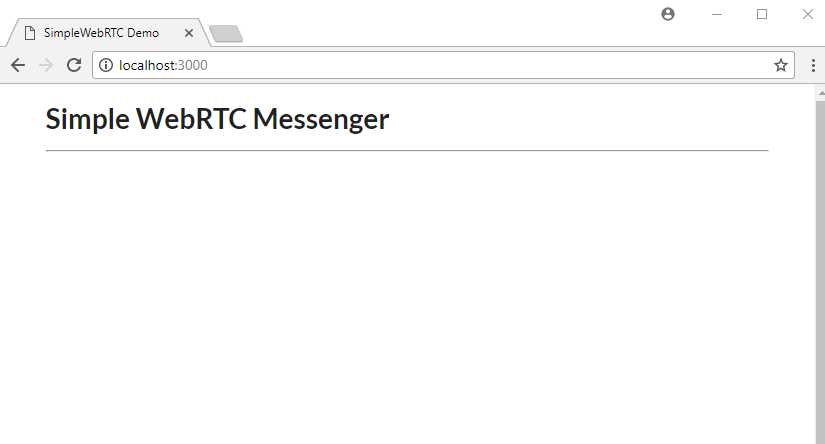 SimpleWebRTC Demo
localhost:3000
Simple WebRTC Messenger